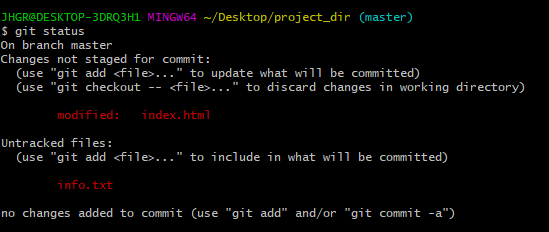 JHGR@DESKTOP-3DRQ3H1 MINGW64 ~/Desktop/project_dir (master)
$ git status
On branch master
Changes not staged for commit:
  (use "git add <file>..." to update what will be committed)
  (use "git checkout -- <file>..." to discard changes in working directory)

        modified:   index.html

Untracked files:
  (use "git add <file>..." to include in what will be committed)

        info.txt

no changes added to commit (use "git add" and/or "git commit -a")